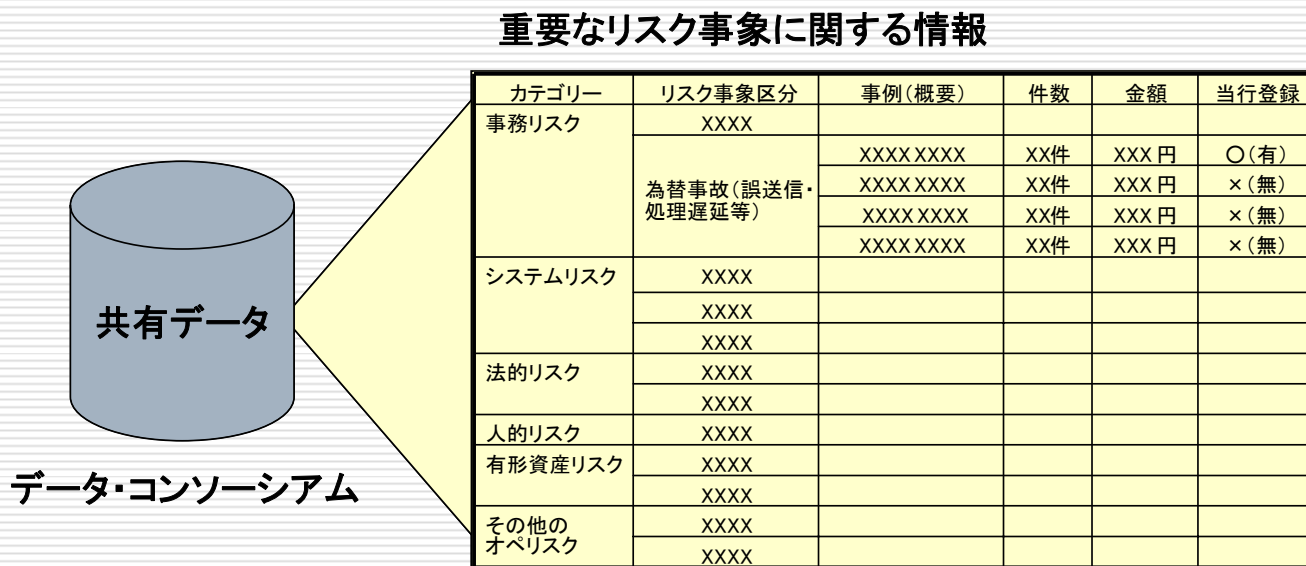 重要なリスク事象に関する情報
カテゴリー リスク事象区分 事例(概要) 件数 金額 当行登録
事務リスク XXXX
為替事故(誤送信・
処理遅延等)
XXXX XXXX XX件 XXX 円 ○(有)
XXXX XXXX XX件 XXX 円 ×(無)
XXXX XXXX XX件 XXX 円 ×(無)
XXXX XXXX XX件 XXX 円 ×(無)
システムリスク XXXX
XXXX
XXXX
法的リスク XXXX
XXXX
人的リスク XXXX
有形資産リスク XXXX
XXXX
その他の
オペリスク
XXXX
XXXX
共有データ
データ・コンソーシアム